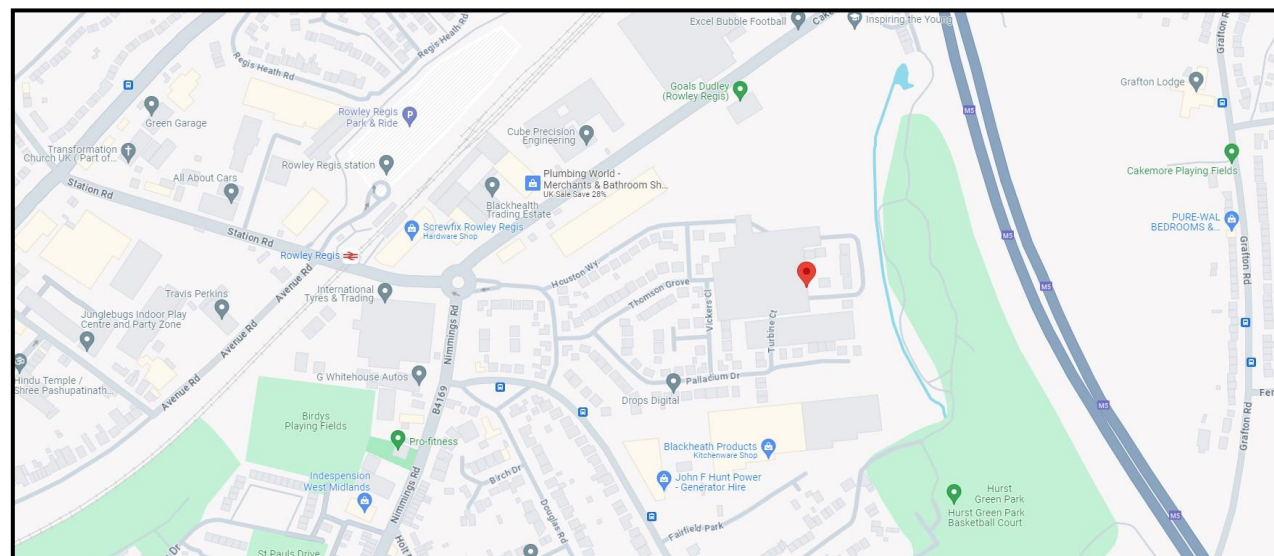 Excel Bubble Football
Cake
Inspiring the Young
Grafton R
Regis Heath Rd
Regis Heath Rd
M5
Grafton Lodge
Goals Dudley
(Rowley Regis)
Green Garage
Rowley Regis
Park & Ride
P
Cube Precision
Engineering
Transformation
Church UK ( Part of...
Rowley Regis station
Plumbing World -
Merchants & Bathroom Sh...
UK Sale Save 28%
Cakemore Playing Fields
All About Cars
Station Rd
Blackhealth
Trading Estate
PURE-WAL
BEDROOMS &...
Station Rd
Screwfix Rowley Regis
Hardware Shop
M5
Rowley Regis
Grafton Rd
Houston Wy
Thomson Grove
International
Tyres & Trading
Travis Perkins
Avenue Rd
Vickers Cl
Junglebugs Indoor Play
Centre and Party Zone
Avenue Rd
Nimmings Rd
Turbine Ct
M5
Hindu Temple /
Shree Pashupatinath...
G Whitehouse Autos
Palladium Dr
Fer
Avenue Rd
B4169
Drops Digital
M5
Grafton Rd
Birdys
Playing Fields
Pro-fitness
Blackheath Products
Kitchenware Shop
Indespension
West Midlands
Birch Dr
John F Hunt Power
- Generator Hire
Hurst
Green Park
Nimmings Rd
Douglas Rd
Hurst Green Park
Basketball Court
M5
Fairfield Park
St Pauls Drive
Dr
Holt